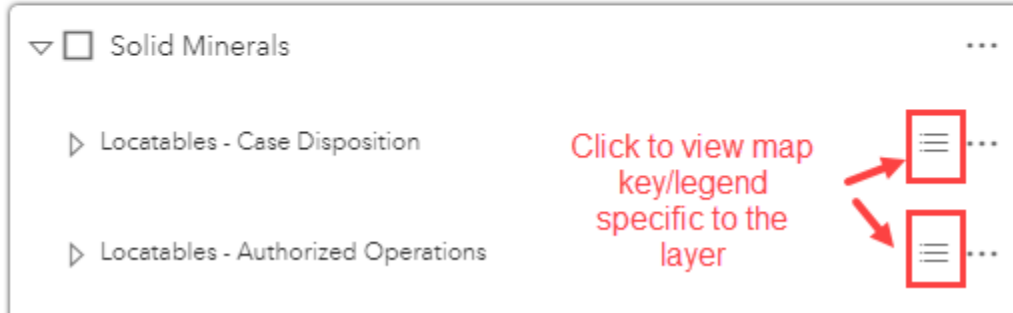 Solid Minerals
Locatables - Case Disposition
Click to view map
key/legend
specific to the
layer
Locatables - Authorized Operations